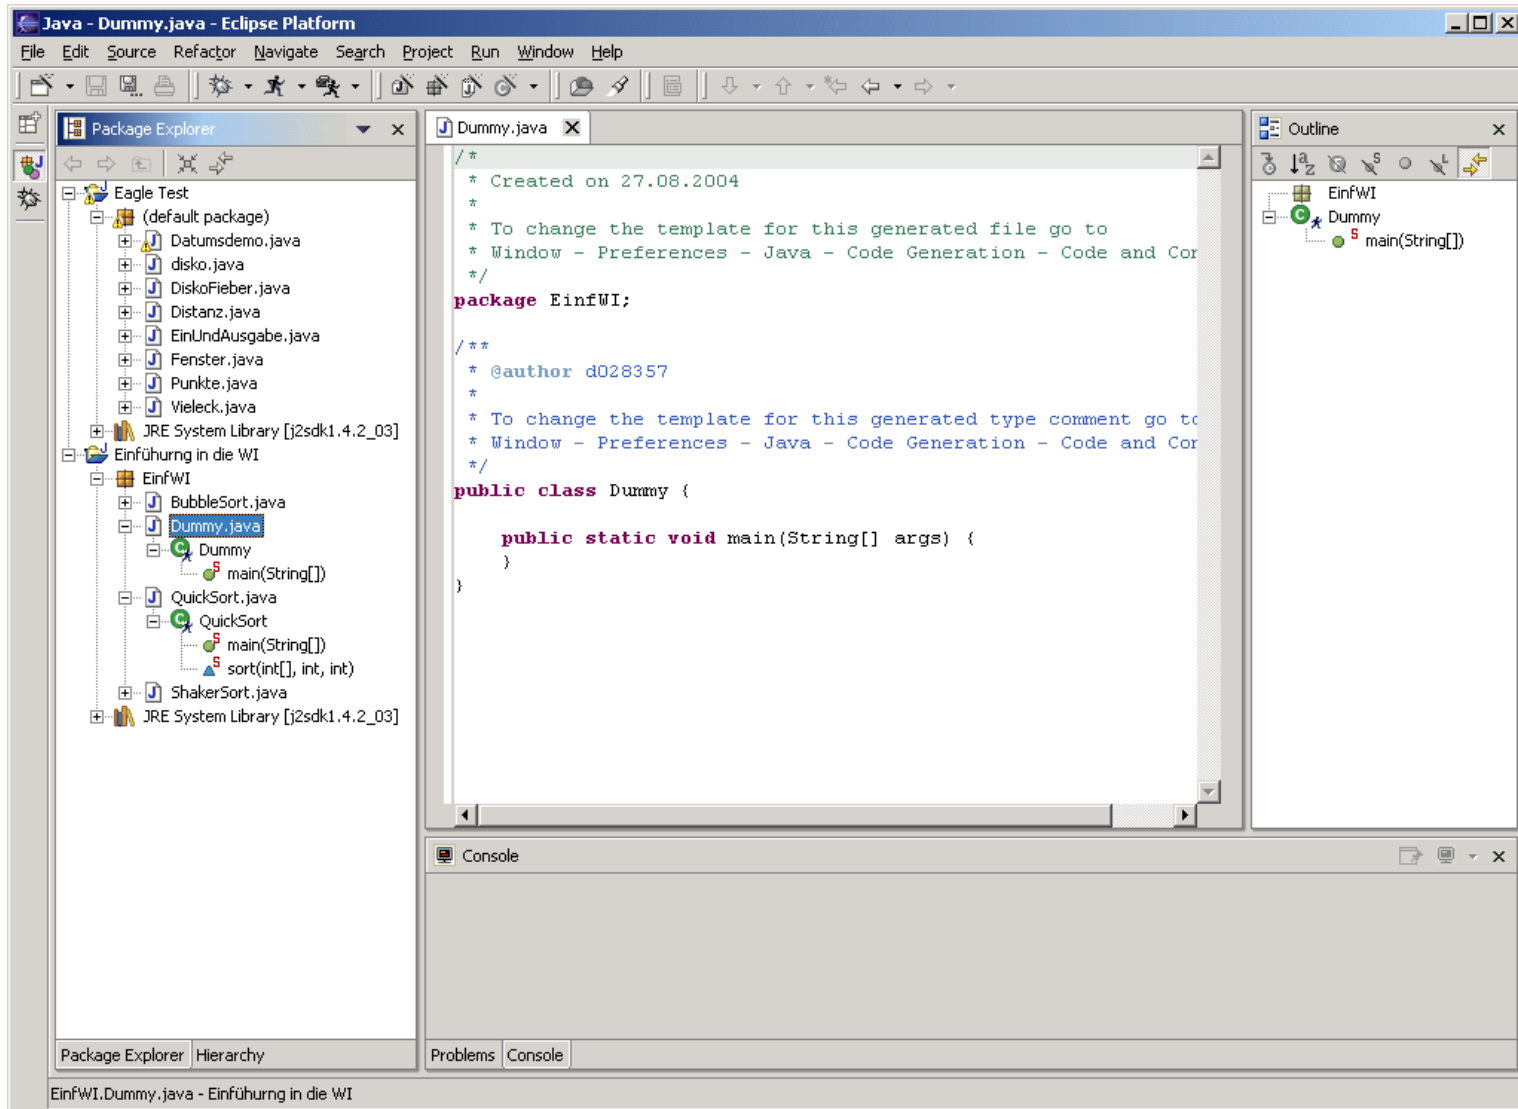 Java - Dummy.java - Eclipse Platform
File Edit Source Refactor Navigate Search Project Run Window Help
Package Explorer
Eagle Test
(default package)
Datumsdemo.java
disko.java
DiskoFieber.java
Distanz.java
EinUndAusgabe.java
Fenster.java
Punkte.java
Vieleck.java
JRE System Library [j2sdk1.4.2_03]
Einführung in die WI
EinfWI
BubbleSort.java
Dummy.java
Dummy
main(String[])
QuickSort.java
QuickSort
main(String[])
sort(int[], int, int)
ShakerSort.java
JRE System Library [j2sdk1.4.2_03]
Package Explorer Hierarchy
Dummy.java
/*
* Created on 27.08.2004
*
* To change the template for this generated file go to
* Window - Preferences - Java - Code Generation - Code and Com
*/
package EinfWI;
/**
* @author d028357
*
* To change the template for this generated type comment go to
* Window - Preferences - Java - Code Generation - Code and Com
*/
public class Dummy {
public static void main(String[] args) {
}
}
Outline
EinfWI
Dummy
main(String[])
Console
Problems Console
EinfWI.Dummy.java - Einführung in die WI